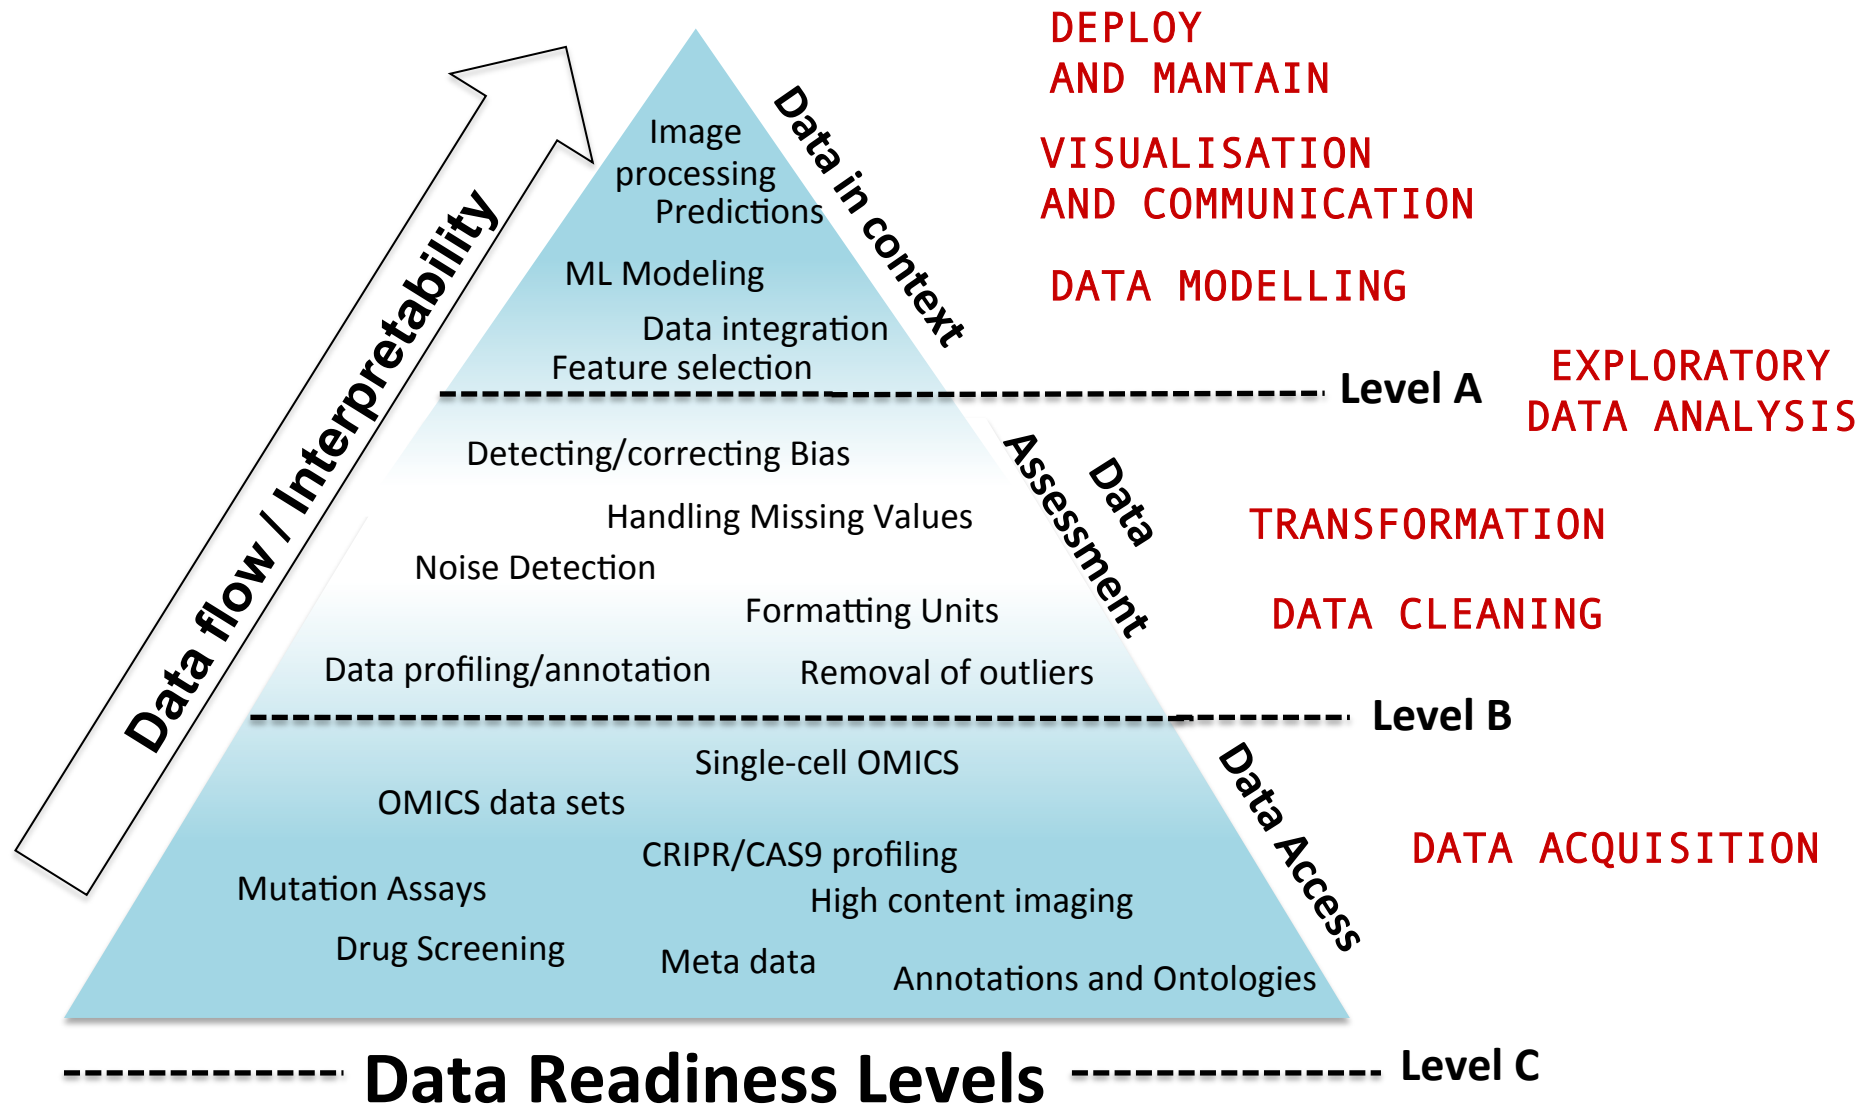 DEPLOY
AND MANTAIN
VISUALISATION
AND COMMUNICATION
DATA MODELLING
EXPLORATORY
DATA ANALYSIS
TRANSFORMATION
DATA CLEANING
DATA ACQUISITION
Data flow / Interpretability
Data in context
Image
processing
Predictions
ML Modeling
Data integration
Feature selection
Level A
Data
Assessment
Detecting/correcting Bias
Handling Missing Values
Noise Detection
Formatting Units
Data profiling/annotation
Removal of outliers
Level B
Data Access
Single-cell OMICS
OMICS data sets
CRIPR/CAS9 profiling
Mutation Assays
High content imaging
Drug Screening
Meta data
Annotations and Ontologies
Data Readiness Levels
Level C